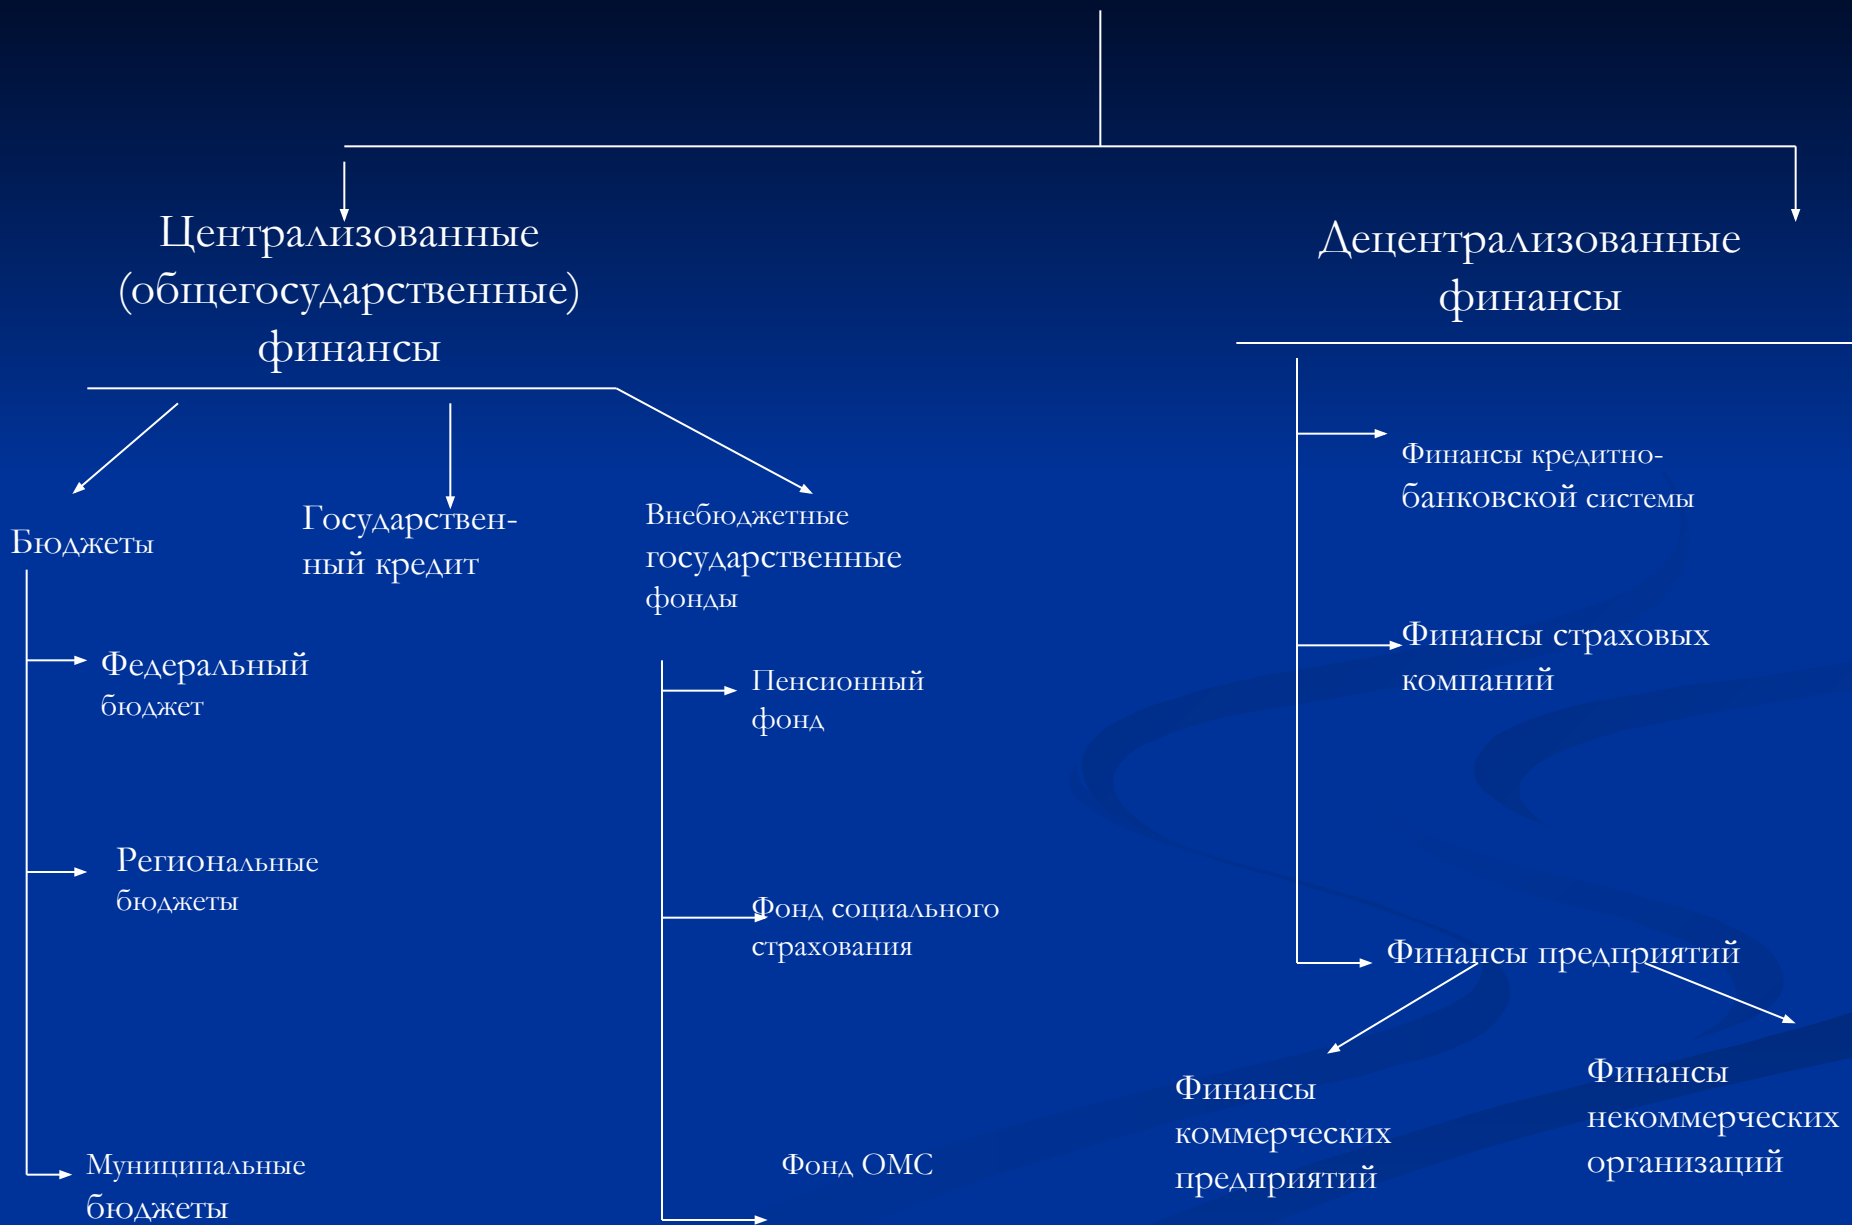 Централизованные
(общегосударственные)
финансы
Децентрализованные
финансы
Бюджеты
Государствен-
ный кредит
Внебюджетные
государственные
фонды
Федеральный
бюджет
Региональные
бюджеты
Муниципальные
бюджеты
Пенсионный
фонд
Фонд социального
страхования
Фонд ОМС
Финансы кредитно-
банковской системы
Финансы страховых
компаний
Финансы предприятий
Финансы
коммерческих
предприятий
Финансы
некоммерческих
организаций